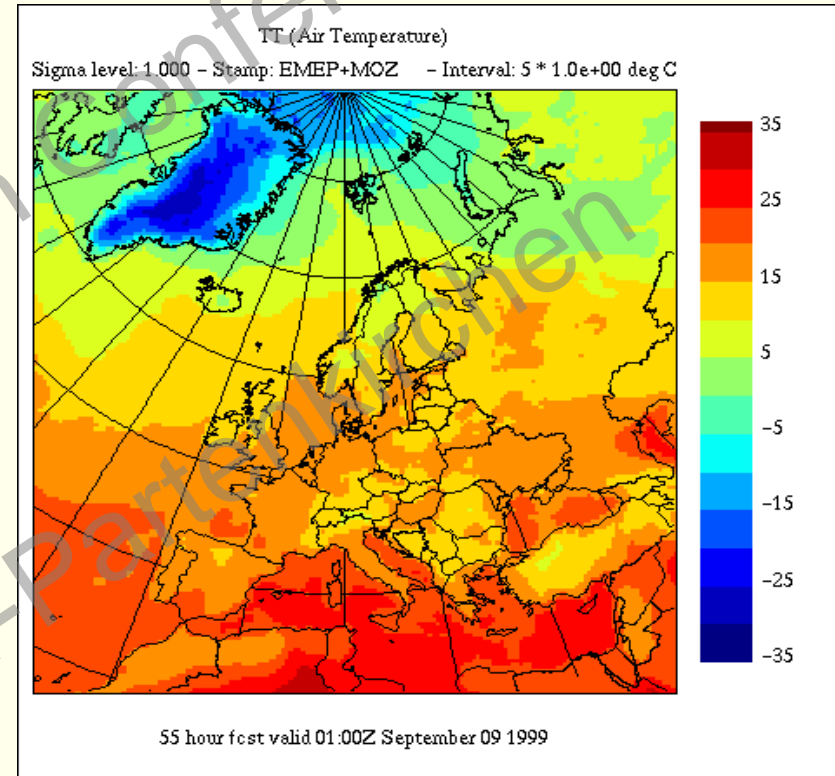 TT (Air Temperature)
Sigma level: 1.000 – Stamp: EMEP+MOZ – Interval: 5 * 1.0e+00 deg C
35
25
15
5
–5
–15
–25
–35
55 hour fcst valid 01:00Z September 09 1999
-Partenkirchen